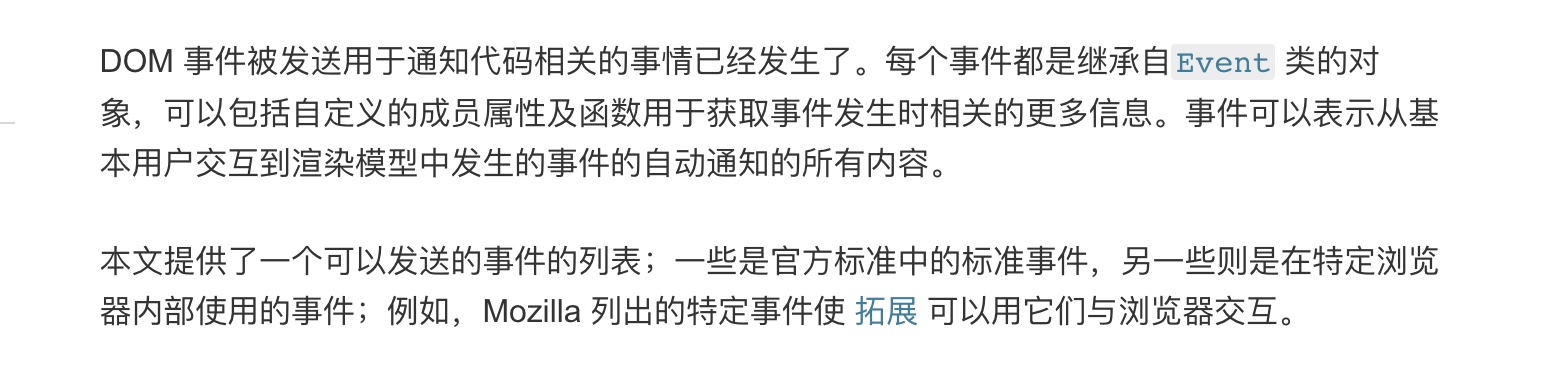 DOM 事件被发送用于通知代码相关的事情已经发生了。每个事件都是继承自Event 类的对
象，可以包括自定义的成员属性及函数用于获取事件发生时相关的更多信息。事件可以表示从基
本用户交互到渲染模型中发生的事件的自动通知的所有内容。
本文提供了一个可以发送的事件的列表；一些是官方标准中的标准事件，另一些则是在特定浏览
器内部使用的事件；例如，Mozilla 列出的特定事件使 拓展 可以用它们与浏览器交互。